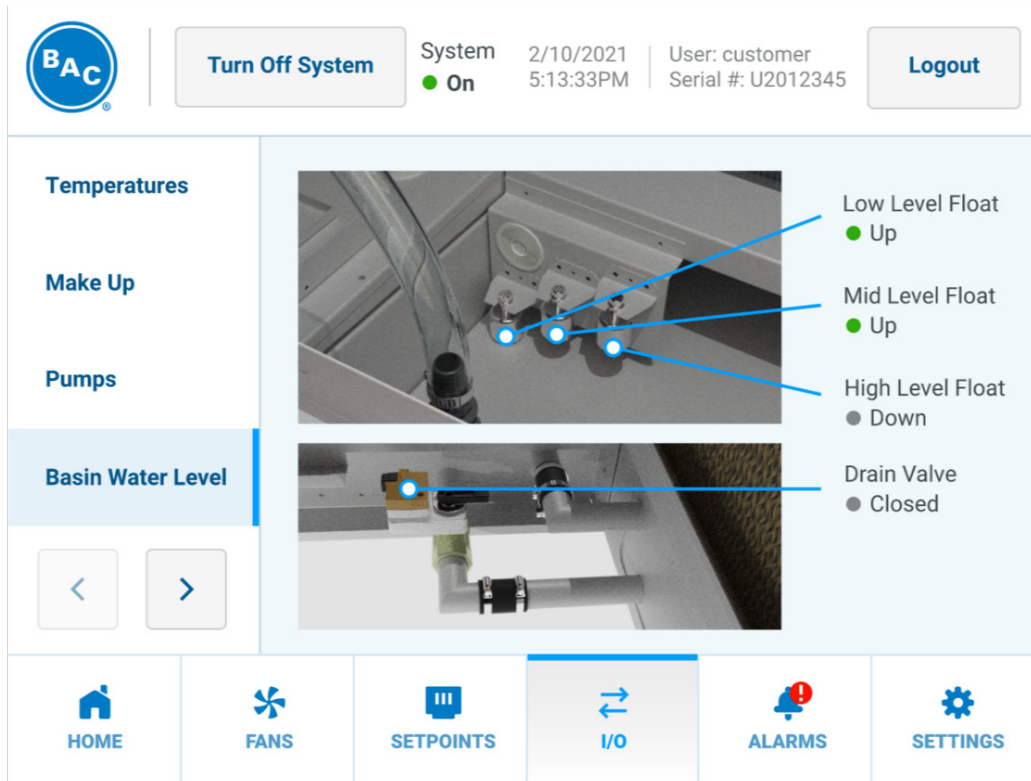 BAC
®
Turn Off System
System
On
2/10/2021
5:13:33PM
User: customer
Serial #: U2012345
Logout
Temperatures
Make Up
Pumps
Basin Water Level
Low Level Float
Up
Mid Level Float
Up
High Level Float
Down
Drain Valve
Closed
HOME
FANS
SETPOINTS
I/O
ALARMS
SETTINGS